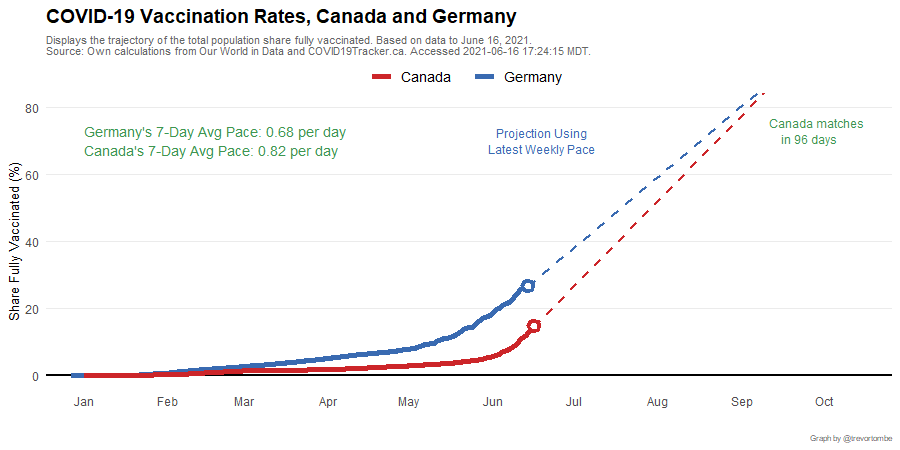 COVID-19 Vaccination Rates, Canada and Germany
Displays the trajectory of the total population share fully vaccinated. Based on data to June 16, 2021.
Source: Own calculations from Our World in Data and COVID19Tracker.ca. Accessed 2021-06-16 17:24:15 MDT.
Canada
Germany
Share Fully Vaccinated (%)
80
60
40
20
0
Germany's 7-Day Avg Pace: 0.68 per day
Canada's 7-Day Avg Pace: 0.82 per day
Projection Using
Latest Weekly Pace
Canada matches
in 96 days
Jan
Feb
Mar
Apr
May
Jun
Jul
Aug
Sep
Oct
Graph by @trevortombe